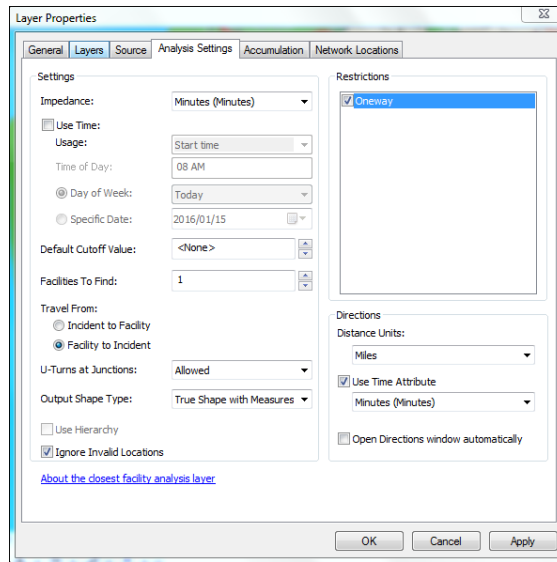 Layer Properties
General Layers Source Analysis Settings Accumulation Network Locations
Settings
Impedance: Minutes (Minutes)
Use Time:
Usage: Start time
Time of Day: 08 AM
Day of Week: Today
Specific Date: 2016/01/15
Default Cutoff Value: <None>
Facilities To Find: 1
Travel From:
Incident to Facility
Facility to Incident
U-Turns at Junctions: Allowed
Output Shape Type: True Shape with Measures
Use Hierarchy
Ignore Invalid Locations
About the closest facility analysis layer
Restrictions
Oneway
Directions
Distance Units:
Miles
Use Time Attribute
Minutes (Minutes)
Open Directions window automatically
OK Cancel Apply